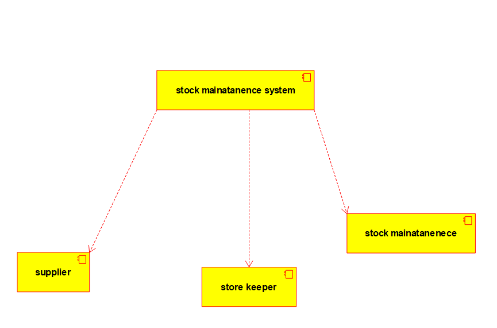 stock mainatanence system
stock mainatanenece
supplier
store keeper